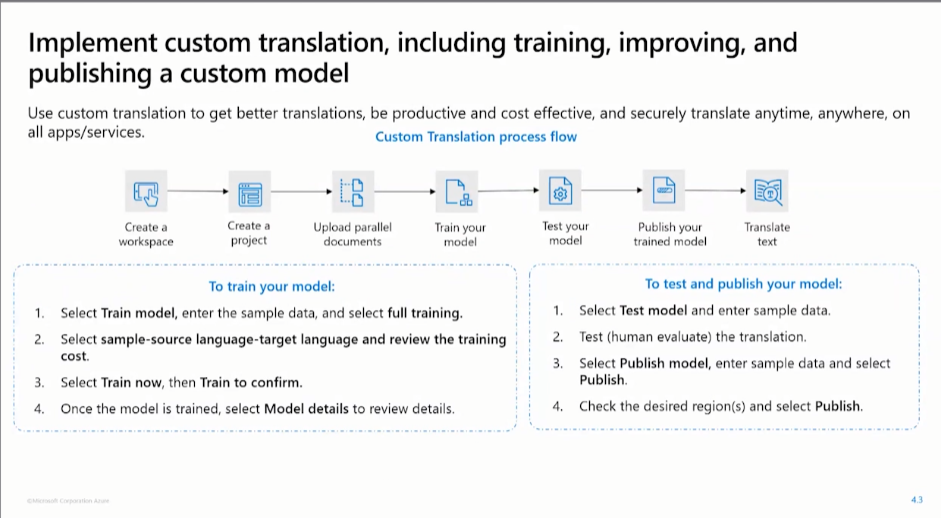 Implement custom translation, including training, improving, and
publishing a custom model
Use custom translation to get better translations, be productive and cost effective, and securely translate anytime, anywhere, on
all apps/services.
Custom Translation process flow
Create a
workspace
Create a
project
Upload parallel
documents
Train your
model
Test your
model
Publish your
trained model
Translate
text
To train your model:
1. Select Train model, enter the sample data, and select full training.
2. Select sample-source language-target language and review the training
cost.
3. Select Train now, then Train to confirm.
4. Once the model is trained, select Model details to review details.
To test and publish your model:
1. Select Test model and enter sample data.
2. Test (human evaluate) the translation.
3. Select Publish model, enter sample data and select
Publish.
4. Check the desired region(s) and select Publish.
©Microsoft Corporation Azure
4.3